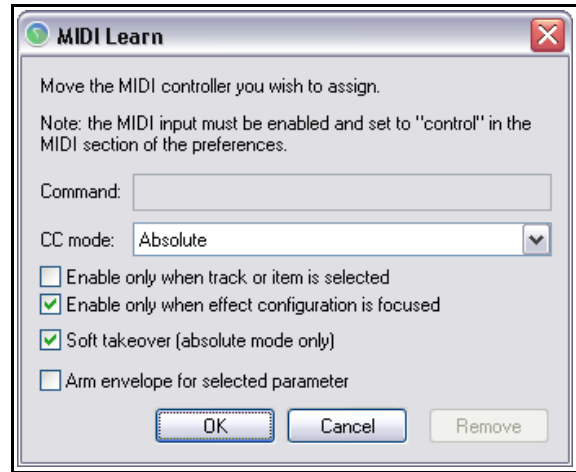 MIDI Learn
Move the MIDI controller you wish to assign.
Note: the MIDI input must be enabled and set to "control" in the
MIDI section of the preferences.
Command:
CC mode: Absolute
Enable only when track or item is selected
Enable only when effect configuration is focused
Soft takeover (absolute mode only)
Arm envelope for selected parameter
OK Cancel Remove